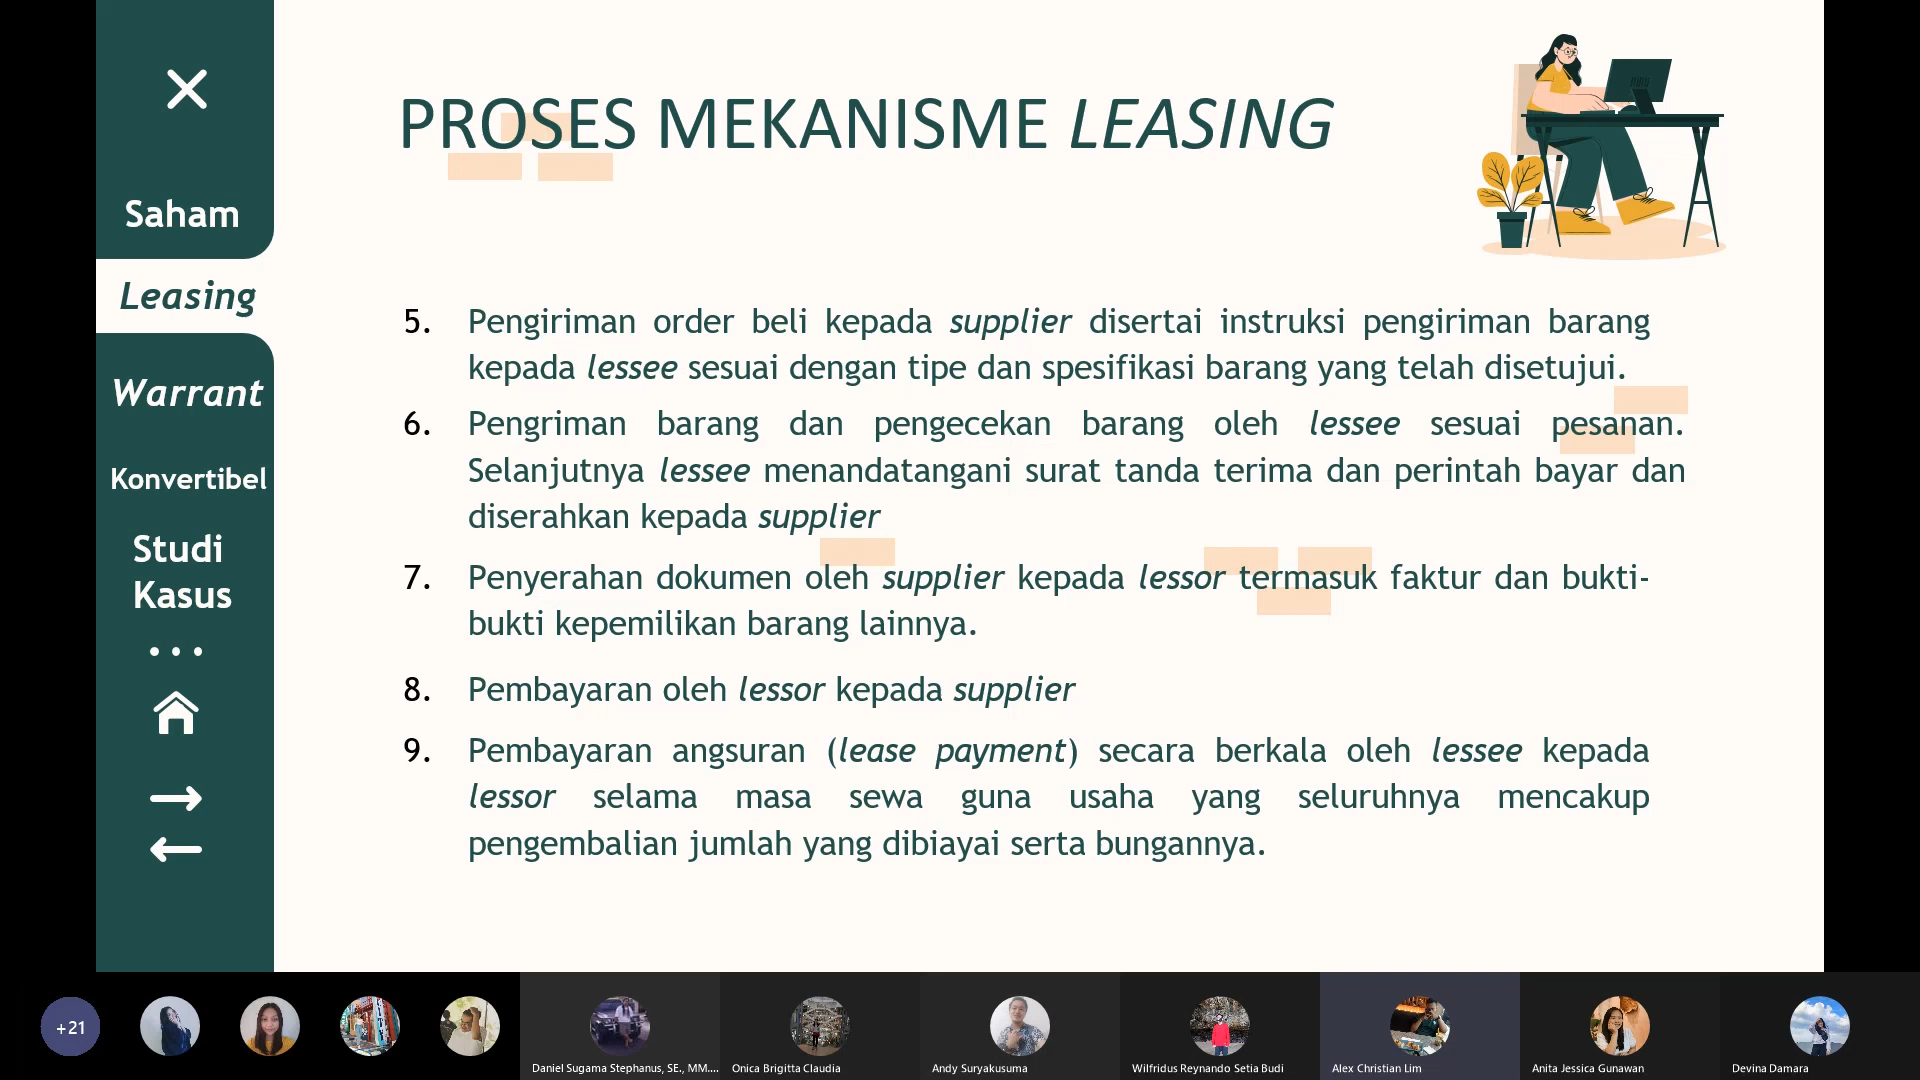 Saham
Leasing
Warrant
Konvertibel
Studi
Kasus
PROSES MEKANISME LEASING
5. Pengiriman order beli kepada supplier disertai instruksi pengiriman barang
kepada lessee sesuai dengan tipe dan spesifikasi barang yang telah disetujui.
6. Pengriman barang dan pengecekan barang oleh lessee sesuai pesanan.
Selanjutnya lessee menandatangani surat tanda terima dan perintah bayar dan
diserahkan kepada supplier
7. Penyerahan dokumen oleh supplier kepada lessor termasuk faktur dan bukti-
bukti kepemilikan barang lainnya.
8. Pembayaran oleh lessor kepada supplier
9. Pembayaran angsuran (lease payment) secara berkala oleh lessee kepada
lessor selama masa sewa guna usaha yang seluruhnya mencakup
pengembalian jumlah yang dibiayai serta bungannya.
+21
Daniel Sugama Stephanus, SE., MM....
Onica Brigitta Claudia
Andy Suryakusuma
Wilfridus Reynando Setia Budi
Alex Christian Lim
Anita Jessica Gunawan
Devina Damara